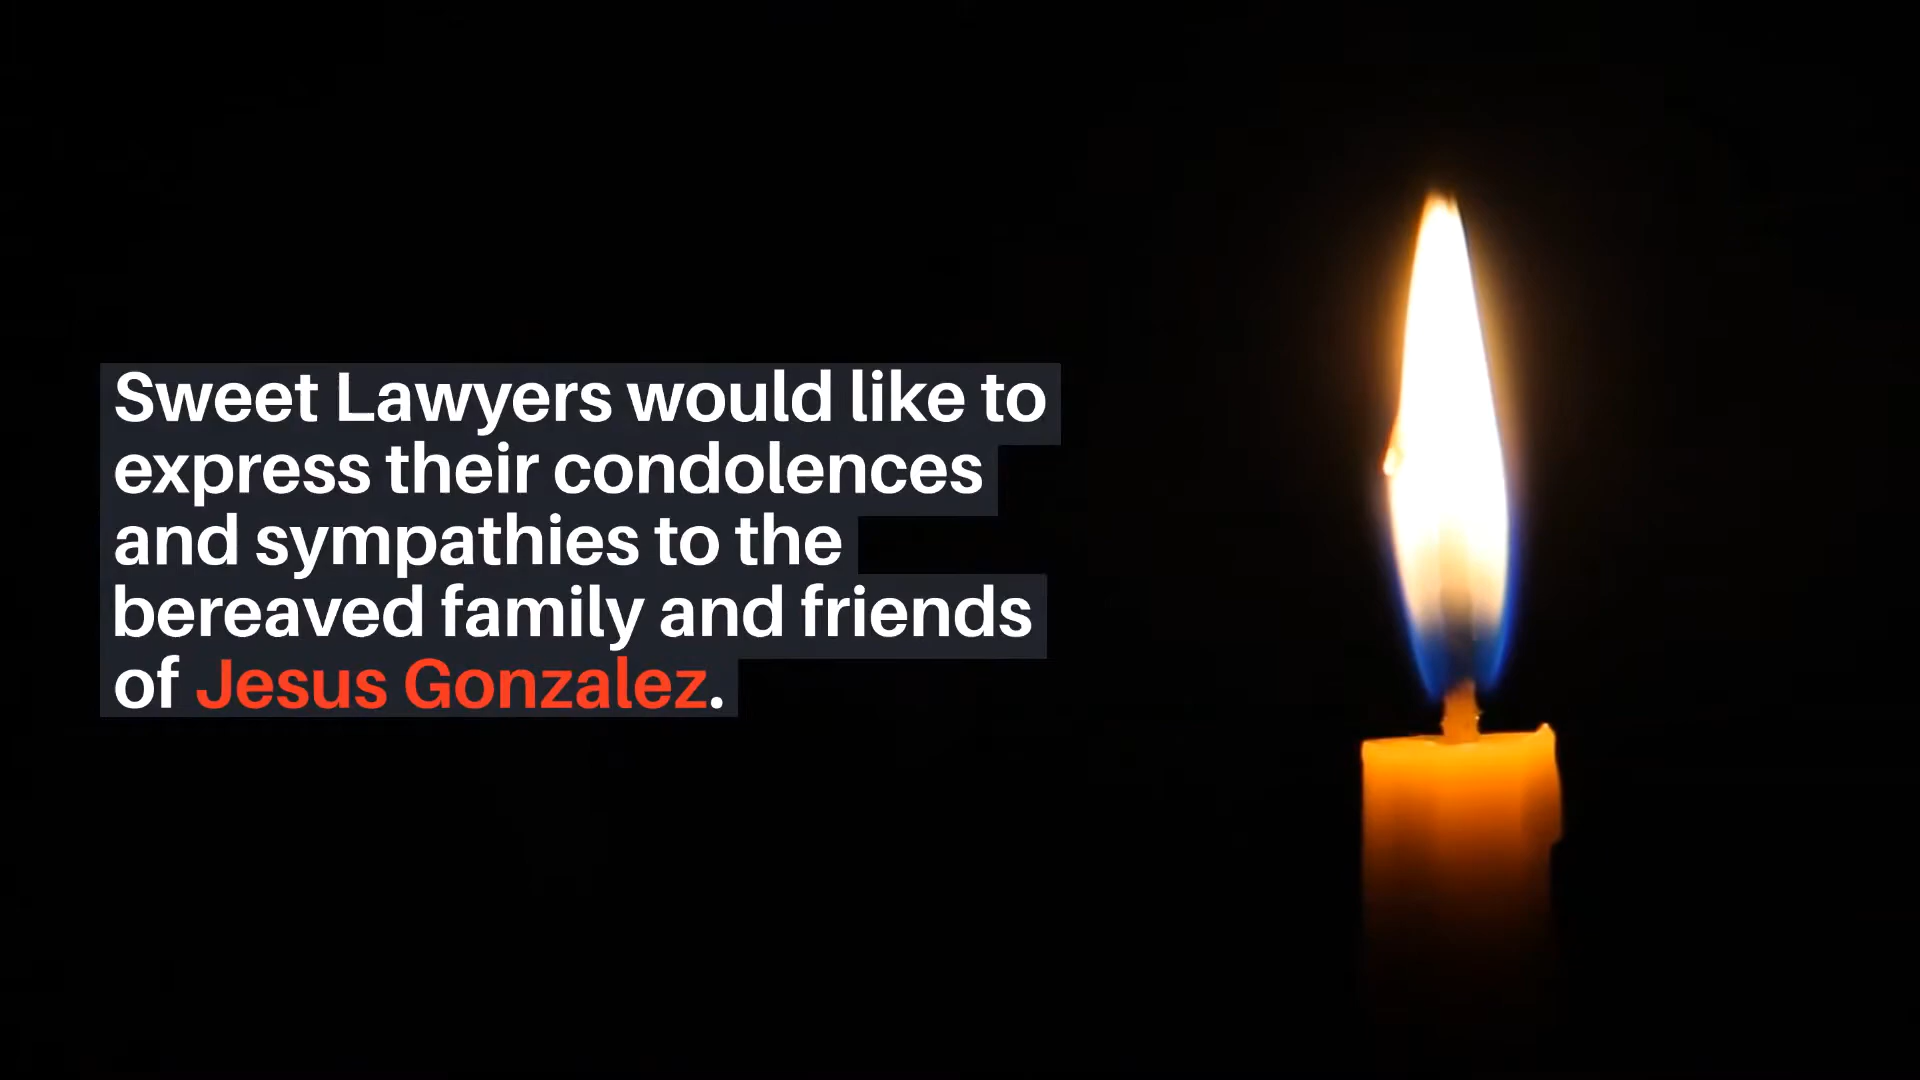 Sweet Lawyers would like to
express their condolences
and sympathies to the
bereaved family and friends
of Jesus Gonzalez.